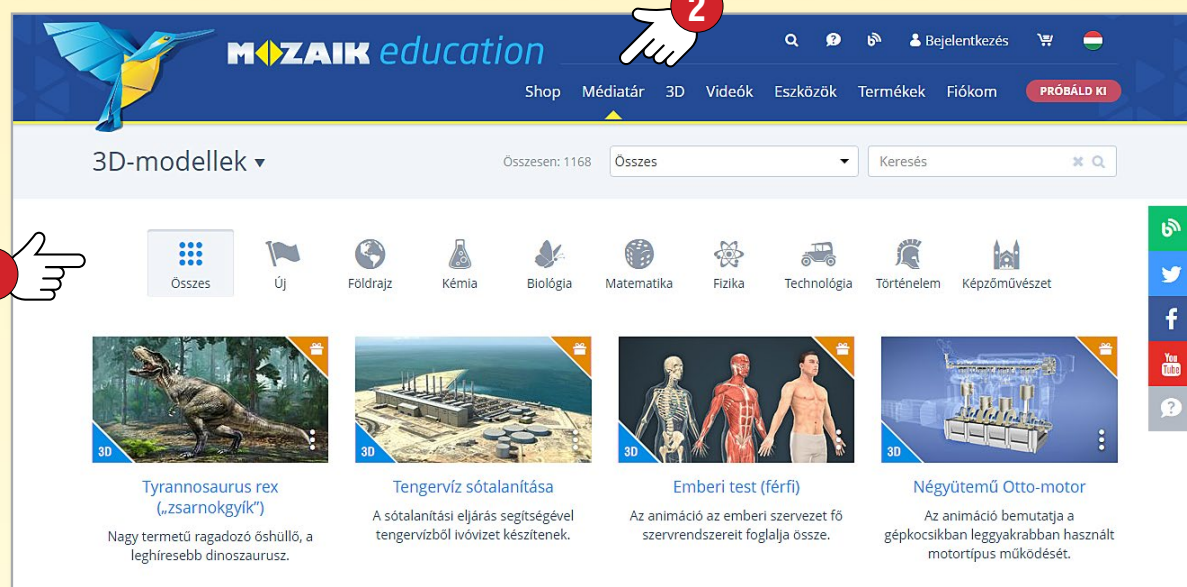 2
MOZAIK education
Bejelentkezés
Shop Médiatár 3D Videók Eszközök Termékek Fiókom PRÓBÁLD KI
3D-modellek Összesen: 1168 Összes Keresés
Összes Új Földrajz Kémia Biológia Matematika Fizika Technológia Történelem Képzőművészet
You
Tube
3D 3D 3D 3D
Tyrannosaurus rex
(„zsarnokgyík”)
Nagy termetű ragadozó őshüllő, a
leghíresebb dinoszaurusz.
Tengervíz sótalanítása
A sótalanítási eljárás segítségével
tengervízből ivóvizet készítenek.
Emberi test (férfi)
Az animáció az emberi szervezet fő
szervrendszereit foglalja össze.
Négyütemű Otto-motor
Az animáció bemutatja a
gépkocsikban leggyakrabban használt
motortípus működését.